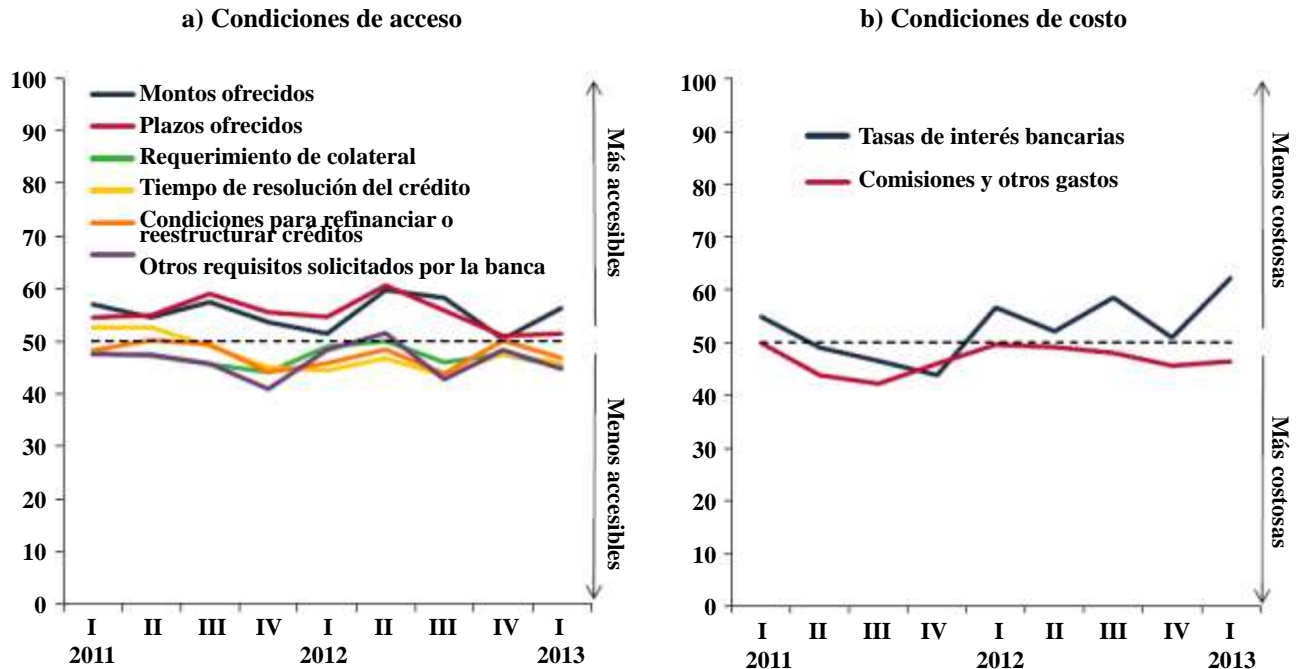 a) Condiciones de acceso
100
90
80
70
60
50
40
30
20
10
0
Montos ofrecidos
Plazos ofrecidos
Requerimiento de colateral
Tiempo de resolución del crédito
Condiciones para refinanciar o
reestructurar créditos
Otros requisitos solicitados por la banca
Más accesibles
Menos accesibles
I II III IV I II III IV I
2011 2012 2013
b) Condiciones de costo
100
90
80
70
60
50
40
30
20
10
0
Tasas de interés bancarias
Comisiones y otros gastos
Menos costosas
Más costosas
I II III IV I II III IV I
2011 2012 2013